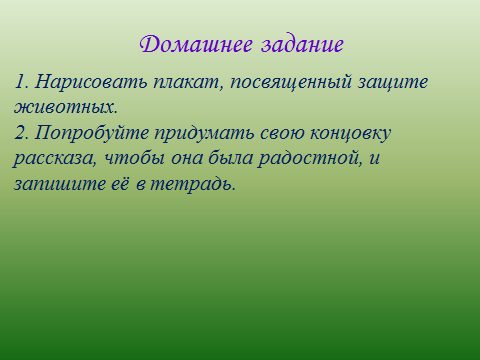 Домашнее задание
1. Нарисовать плакат, посвященный защите
животных.
2. Попробуйте придумать свою концовку
рассказа, чтобы она была радостной, и
запишите её в тетрадь.